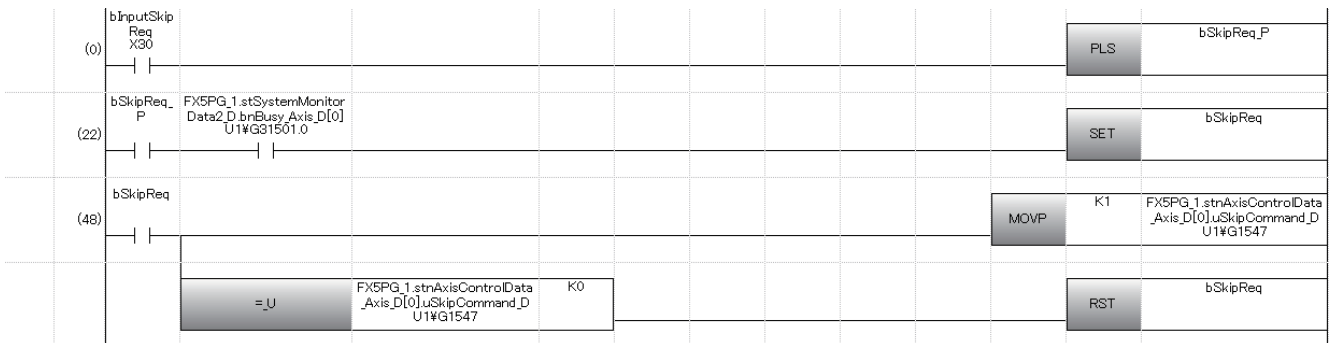 bInputSkip
Req
X30
(0)
PLS
bSkipReq_P
bSkipReq_
P
FX5PG_1.stSystemMonitor
Data2_D.bnBusy_Axis_D[0]
U1¥G31501.0
(22)
SET
bSkipReq
bSkipReq
(48)
MOVP
K1
FX5PG_1.stnAxisControlData
_Axis_D[0].uSkipCommand_D
U1¥G1547
=_U
FX5PG_1.stnAxisControlData
_Axis_D[0].uSkipCommand_D
U1¥G1547
K0
RST
bSkipReq